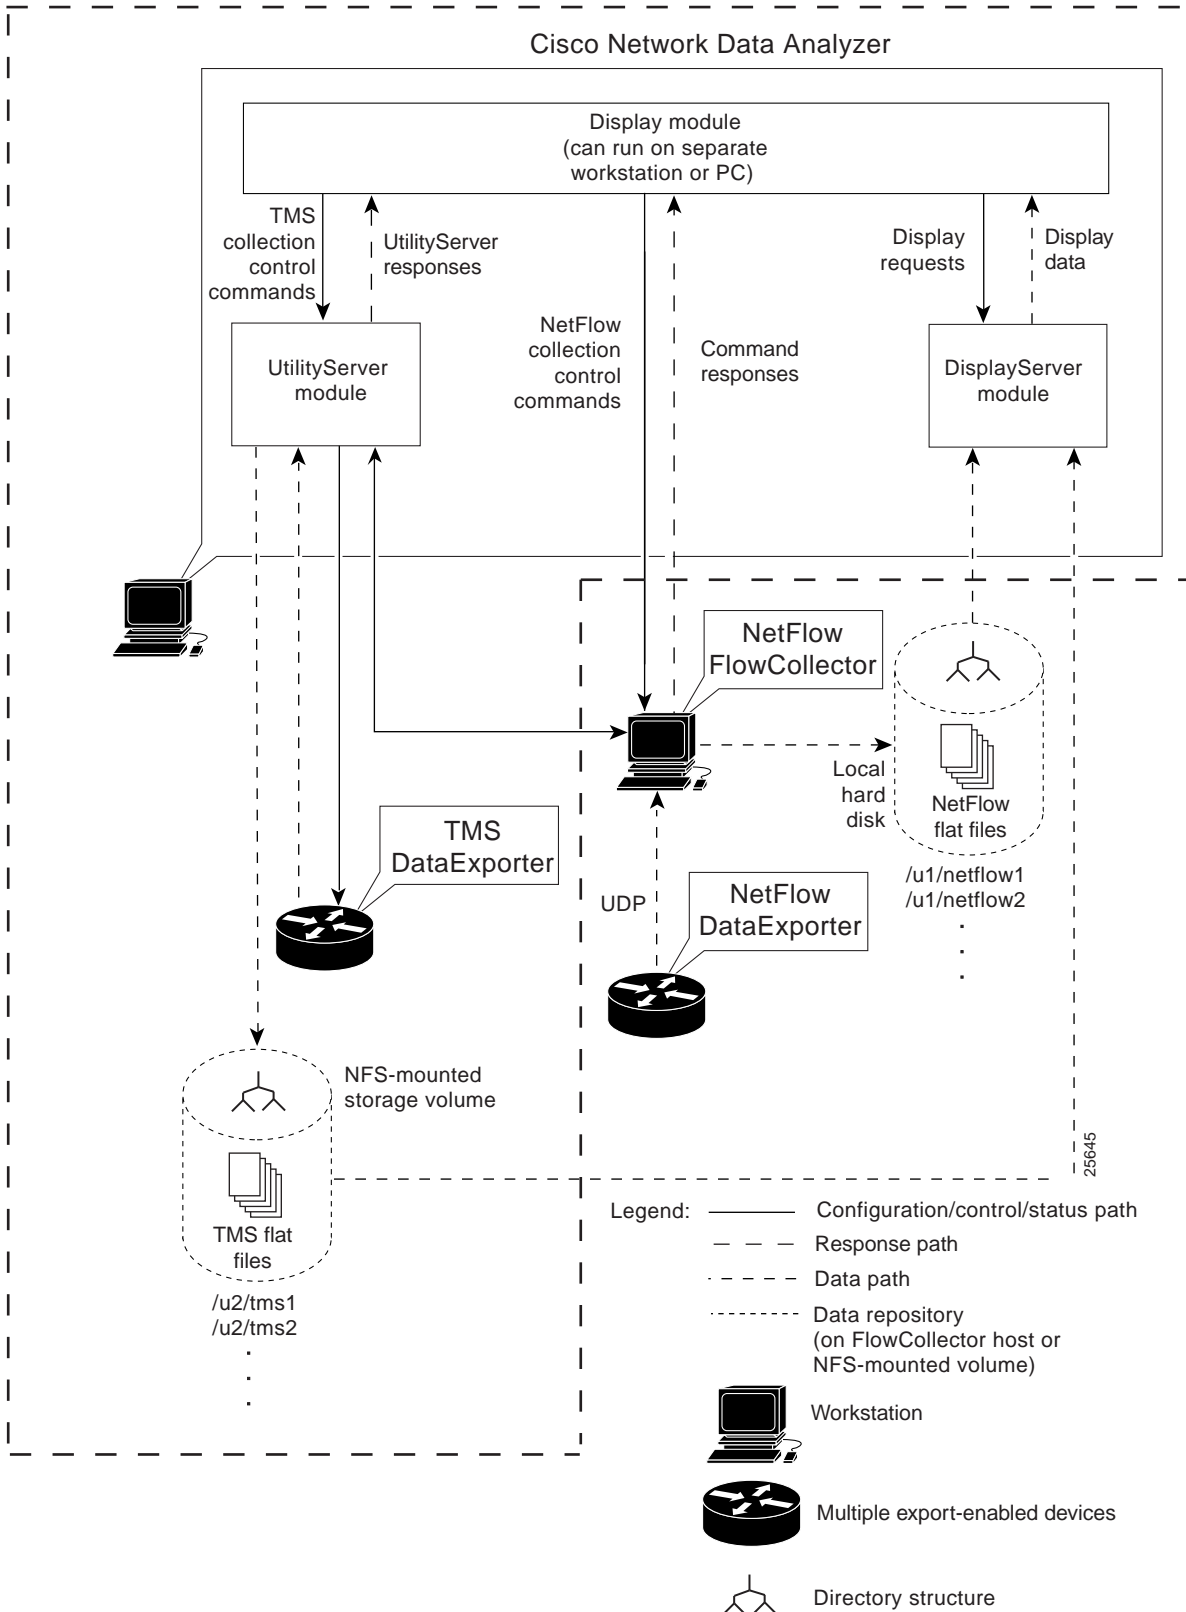 Cisco Network Data Analyzer
Display module
(can run on separate
workstation or PC)
TMS
collection
control
commands
UtilityServer
responses
NetFlow
collection
control
commands
Command
responses
Display
requests
Display
data
UtilityServer
module
DisplayServer
module
NetFlow
FlowCollector
Local
hard
disk
NetFlow
flat files
/u1/netflow1
/u1/netflow2
.
.
.
TMS
DataExporter
UDP
NetFlow
DataExporter
NFS-mounted
storage volume
TMS flat
files
/u2/tms1
/u2/tms2
.
.
.
25645
Legend:
Configuration/control/status path
Response path
Data path
Data repository
(on FlowCollector host or
NFS-mounted volume)
Workstation
Multiple export-enabled devices
Directory structure